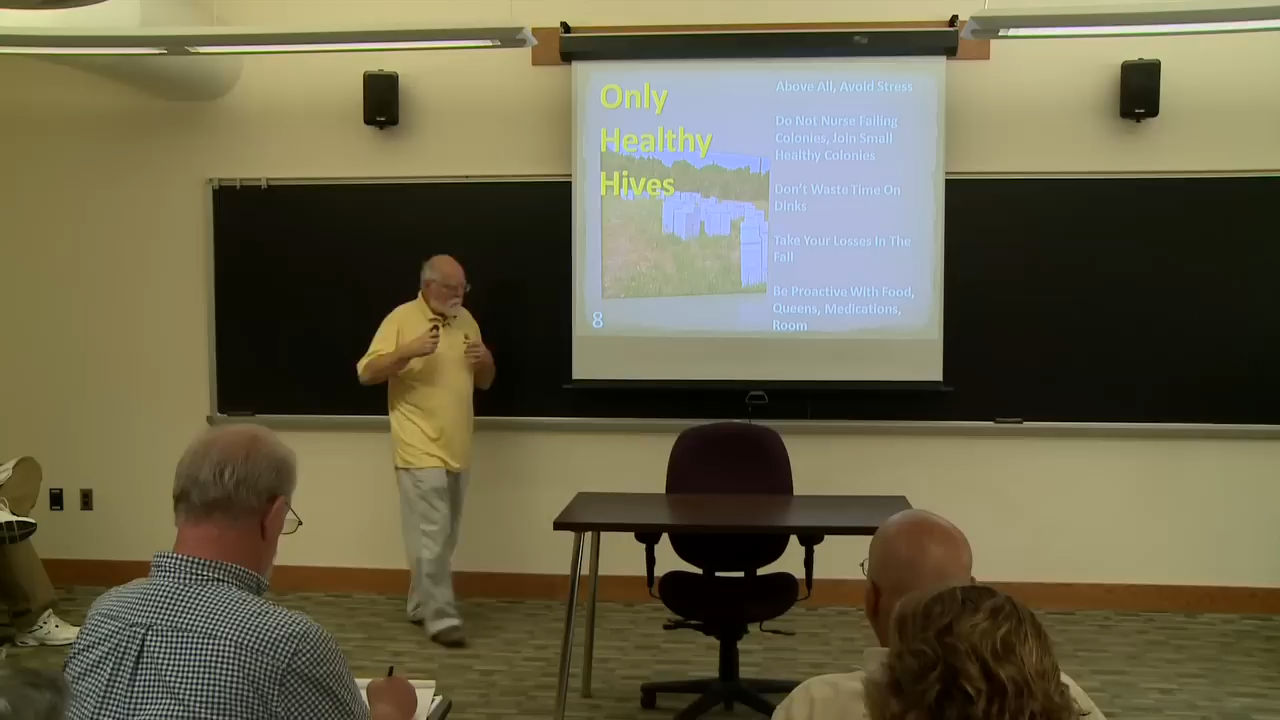 Only
Healthy
Hives
Above All, Avoid Stress
Do Not Nurse Failing
Colonies, Join Small
Healthy Colonies
Don't Waste Time On
Dinks
Take Your Losses In The
Fall
Be Proactive With Food,
Queens, Medications,
Room
8